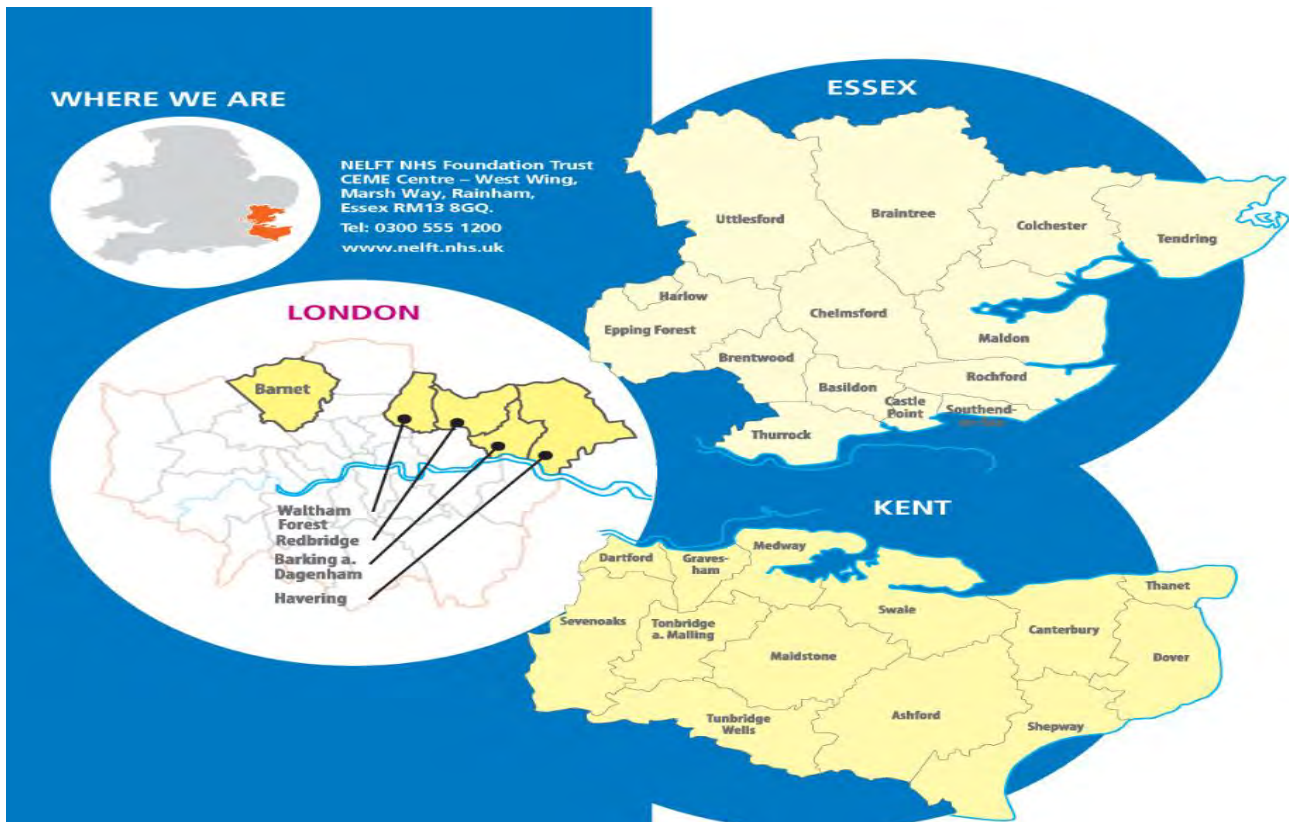 WHERE WE ARE
NELFT NHS Foundation Trust
CEME Centre – West Wing,
Marsh Way, Rainham,
Essex RM13 8GQ.
Tel: 0300 555 1200
www.nelft.nhs.uk
LONDON
Barnet
Waltham
Forest
Redbridge
Barking a.
Dagenham
Havering
ESSEX
Uttlesford
Braintree
Colchester
Tendring
Harlow
Epping Forest
Chelmsford
Maldon
Brentwood
Basildon
Rochford
Castle
Point
Southend-
Thurrock
KENT
Dartford
Graves-
ham
Medway
Thanet
Swale
Sevenoaks
Tonbridge
a. Malling
Canterbury
Maidstone
Dover
Tunbridge
Wells
Ashford
Shepway